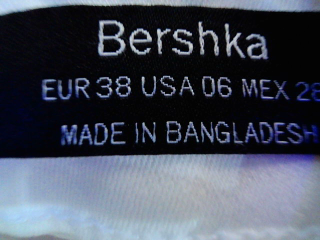 Bershka
EUR 38 USA 06 MEX 28
MADE IN BANGLADESH